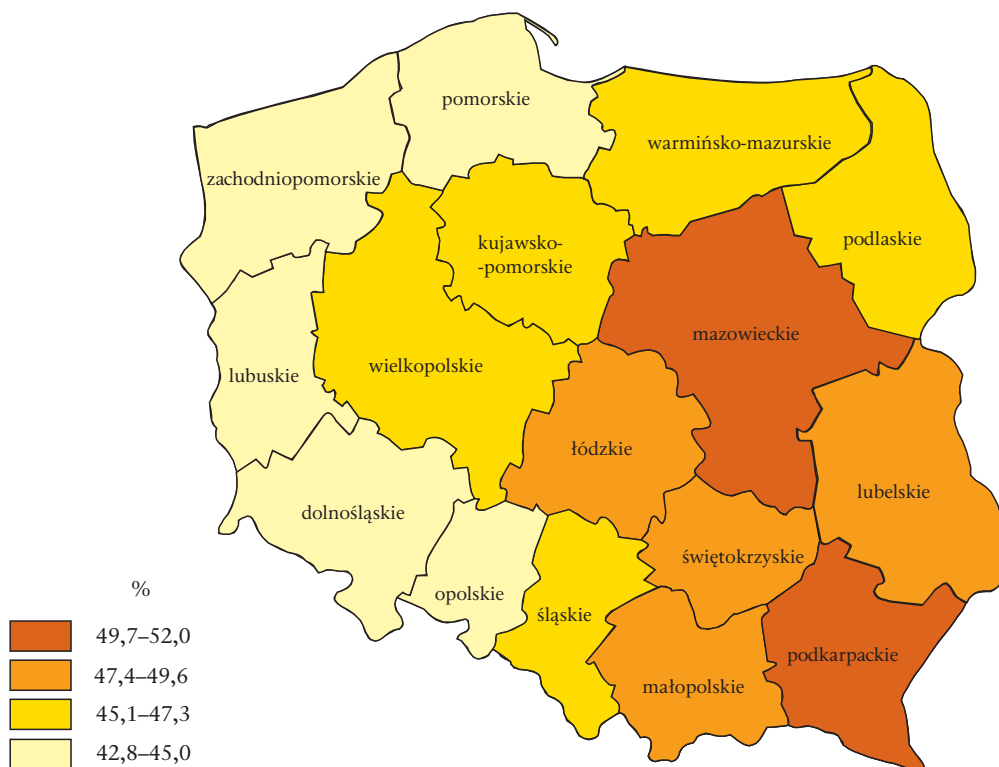 pomorskie
warmińsko-mazurskie
zachodniopomorskie
kujawsko-
-pomorskie
podlaskie
mazowieckie
wielkopolskie
lubuskie
łódzkie
lubelskie
dolnośląskie
świętokrzyskie
opolskie
śląskie
podkarpackie
małopolskie
%
49,7–52,0
47,4–49,6
45,1–47,3
42,8–45,0